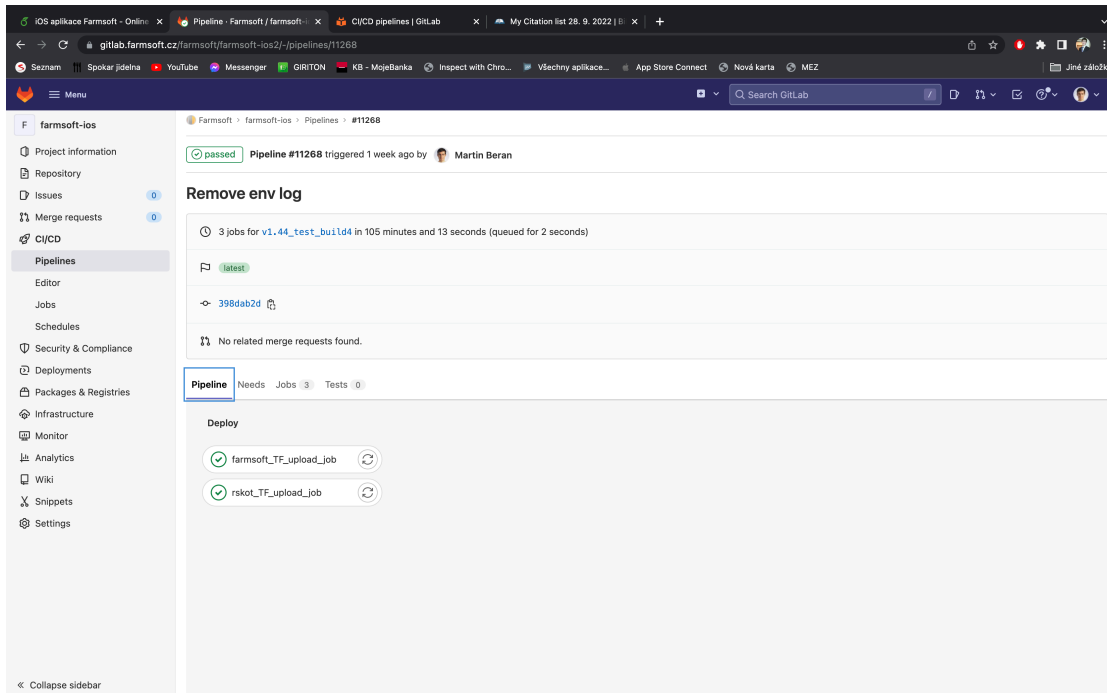 iOS aplikace Farmsoft - Online
Pipeline · Farmsoft / farmsoft-i
CI/CD pipelines | GitLab
My Citation list 28. 9. 2022 | Bi
gitlab.farmsoft.cz/farmsoft/farmsoft-ios2/-/pipelines/11268
Seznam Spokar jidelna YouTube Messenger GIRITON KB - MojeBanka Inspect with Chro... Všechny aplikace... App Store Connect Nová karta MEZ Jiné záložk
Menu
Search GitLab /
F farmsoft-ios
Project information
Repository
Issues 0
Merge requests 0
CI/CD
Pipelines
Editor
Jobs
Schedules
Security & Compliance
Deployments
Packages & Registries
Infrastructure
Monitor
Analytics
Wiki
Snippets
Settings
« Collapse sidebar
Farmsoft › farmsoft-ios › Pipelines › #11268
passed Pipeline #11268 triggered 1 week ago by Martin Beran
Remove env log
3 jobs for v1.44_test_build4 in 105 minutes and 13 seconds (queued for 2 seconds)
latest
398dab2d
No related merge requests found.
Pipeline Needs Jobs 3 Tests 0
Deploy
farmsoft_TF_upload_job
rskot_TF_upload_job